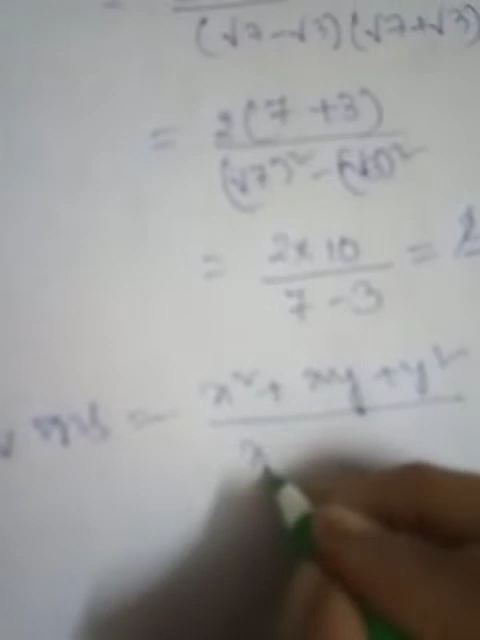 (√7-√3)(√7+√3)
= 2(7+3) / (√7)² - (√3)²
= 2×10 / 7-3 =
= x² + xy + y² / x